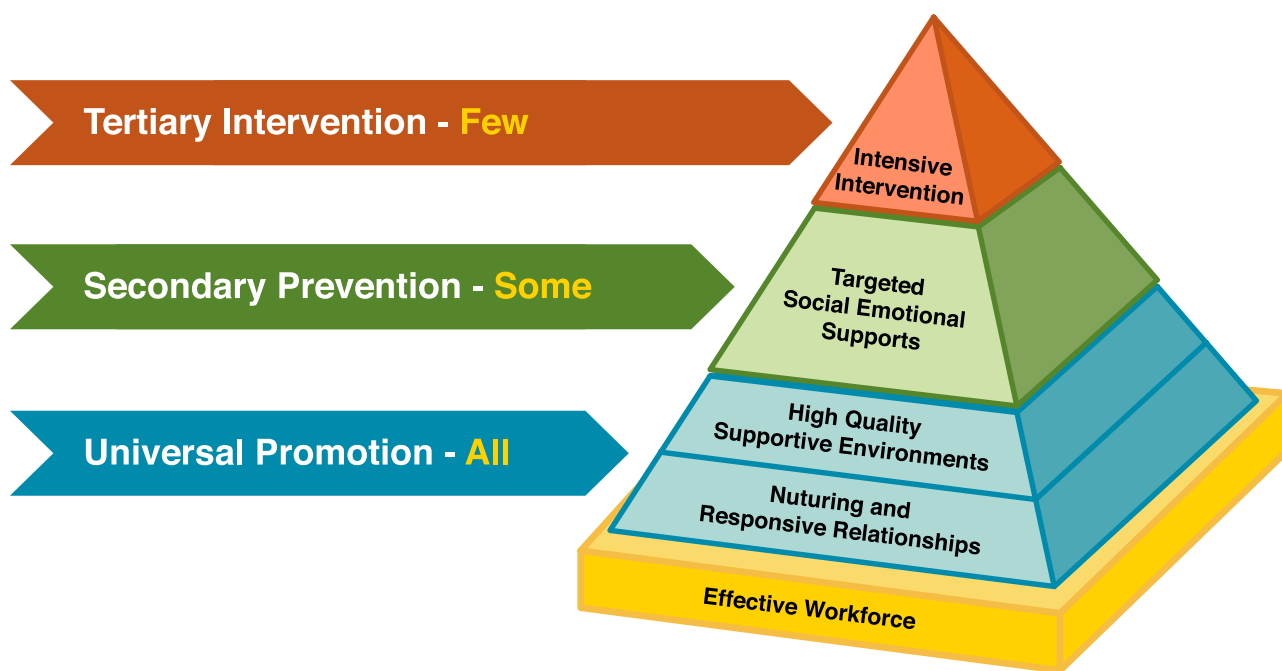 Tertiary Intervention - Few
Intensive
Intervention
Secondary Prevention - Some
Targeted
Social Emotional
Supports
Universal Promotion - All
High Quality
Supportive Environments
Nuturing and
Responsive Relationships
Effective Workforce